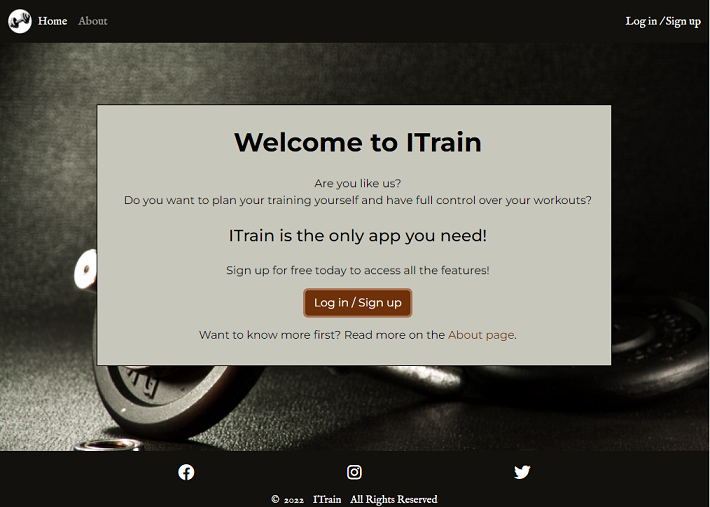 Home About Log in /Sign up
Welcome to ITrain
Are you like us?
Do you want to plan your training yourself and have full control over your workouts?
ITrain is the only app you need!
Sign up for free today to access all the features!
Log in / Sign up
Want to know more first? Read more on the About page.
© 2022 ITrain All Rights Reserved